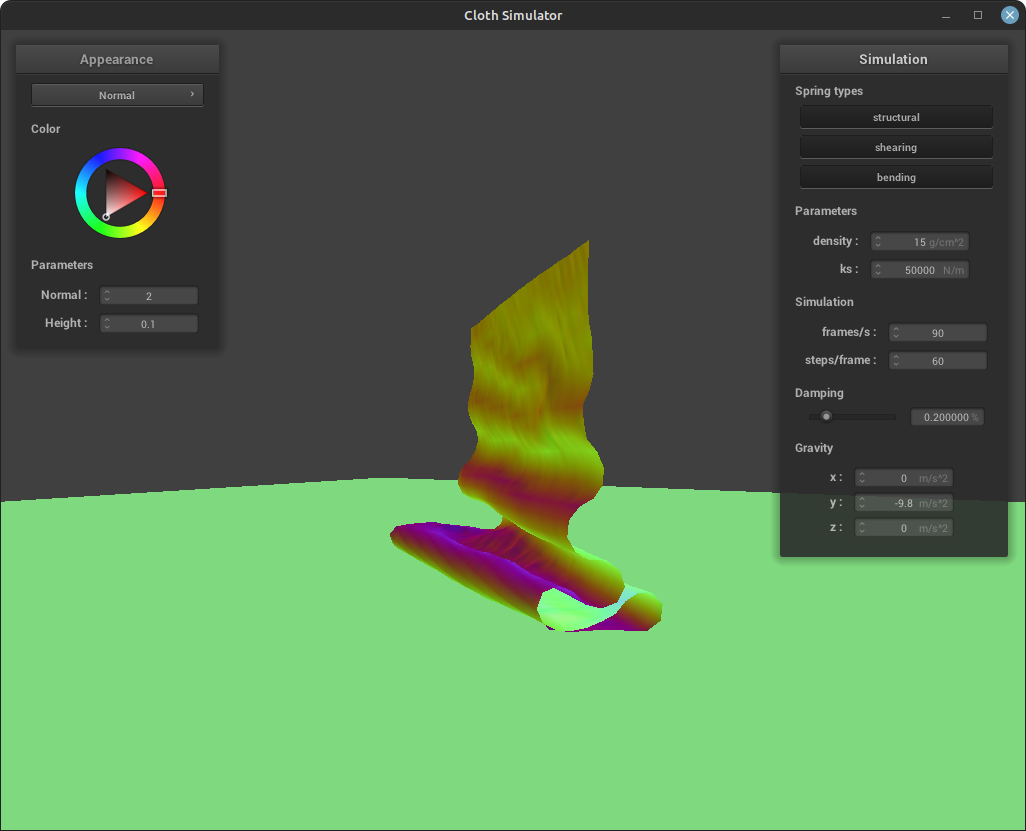 Cloth Simulator
Appearance
Normal
Color
Parameters
Normal : 2
Height : 0.1
Simulation
Spring types
structural
shearing
bending
Parameters
density : 15 g/cm^2
ks : 50000 N/m
Simulation
frames/s : 90
steps/frame : 60
Damping
0.200000 %
Gravity
x : 0 m/s^2
y : -9.8 m/s^2
z : 0 m/s^2